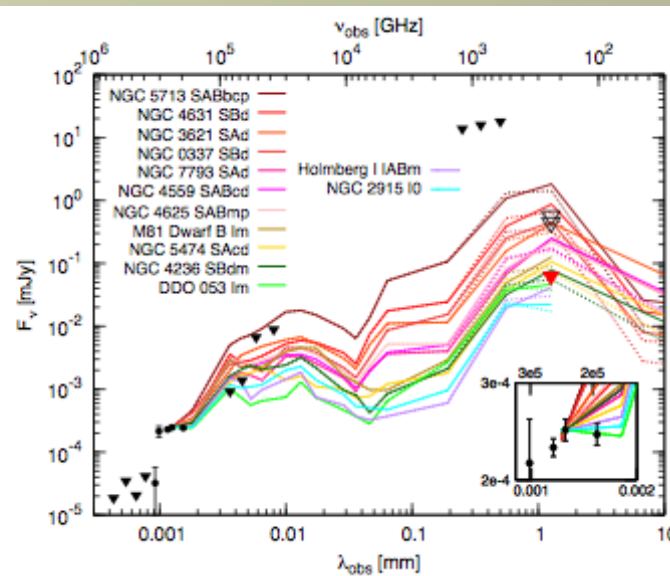 ν_obs [GHz]
10^6 10^5 10^4 10^3 10^2
10^2
10^1
10^0
10^-1
10^-2
10^-3
10^-4
10^-5
F_ν [mJy]
NGC 5713 SABbcp
NGC 4631 SBd
NGC 3621 SAd
NGC 0337 SBd
NGC 7793 SAd
NGC 4559 SABcd
NGC 4625 SABmp
M81 Dwarf B Im
NGC 5474 SAcd
NGC 4236 SBdm
DDO 053 Im
Holmberg I IABm
NGC 2915 I0
3e5 2e5
3e-4
2e-4
0.001 0.002
0.001 0.01 0.1 1 10
λ_obs [mm]